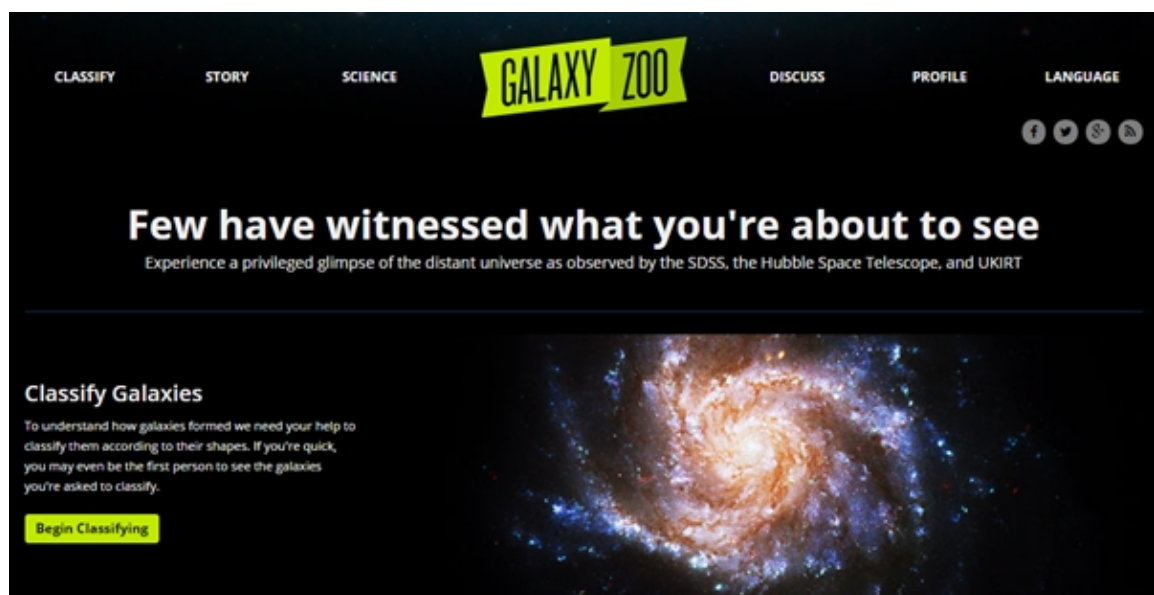 CLASSIFY
STORY
SCIENCE
GALAXY ZOO
DISCUSS
PROFILE
LANGUAGE
Few have witnessed what you're about to see
Experience a privileged glimpse of the distant universe as observed by the SDSS, the Hubble Space Telescope, and UKIRT
Classify Galaxies
To understand how galaxies formed we need your help to
classify them according to their shapes. If you're quick,
you may even be the first person to see the galaxies
you're asked to classify.
Begin Classifying